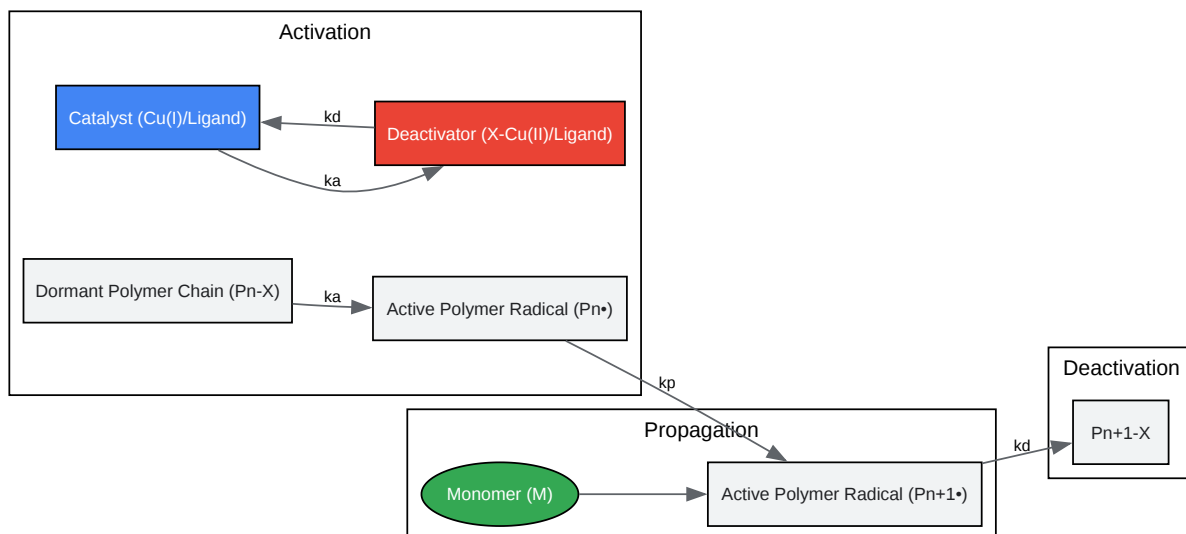 Activation
Catalyst (Cu(I)/Ligand)
kd
Deactivator (X-Cu(II)/Ligand)
ka
Dormant Polymer Chain (Pn-X)
ka
Active Polymer Radical (Pn•)
kp
Deactivation
Pn+1-X
kd
Propagation
Monomer (M)
Active Polymer Radical (Pn+1•)